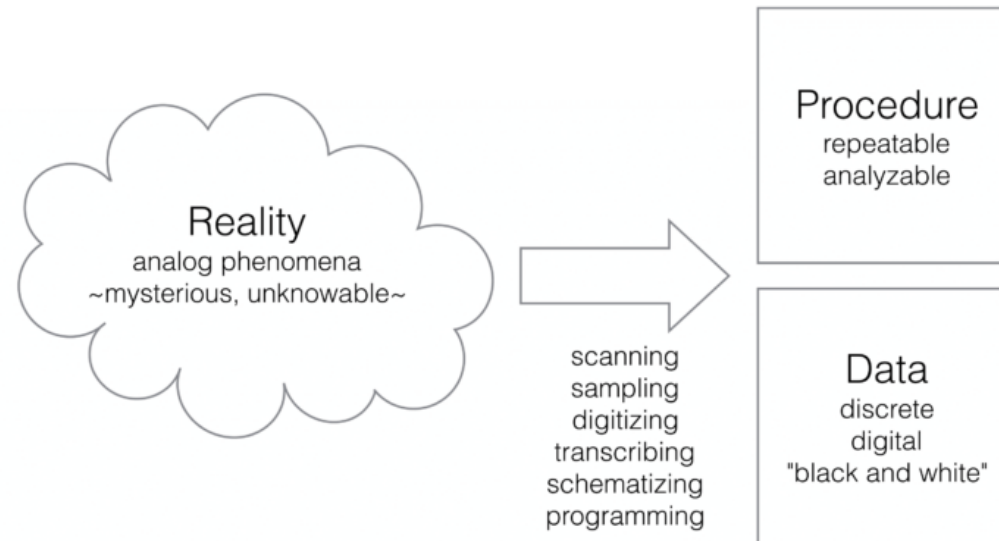 Reality
analog phenomena
~mysterious, unknowable~
scanning
sampling
digitizing
transcribing
schematizing
programming
Procedure
repeatable
analyzable
Data
discrete
digital
"black and white"